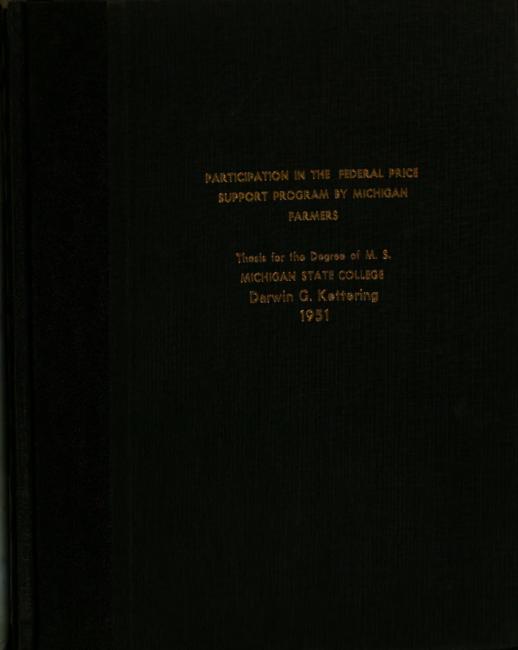 PARTICIPATION IN THE FEDERAL PRICE
SUPPORT PROGRAM BY MICHIGAN
FARMERS
Thesis for the Degree of M. S.
MICHIGAN STATE COLLEGE
Darwin G. Kettering
1951